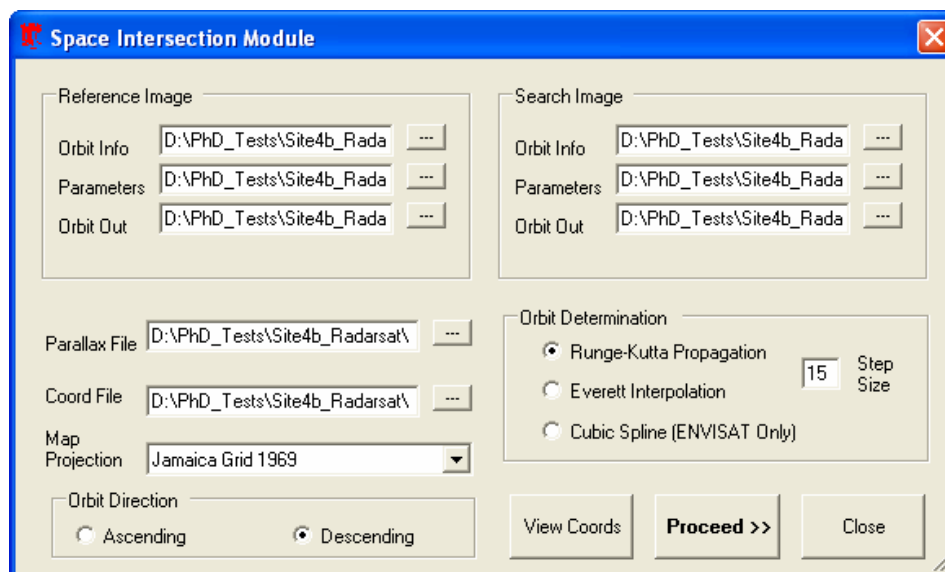 Space Intersection Module
Reference Image
Orbit Info D:\PhD_Tests\Site4b_Rada ...
Parameters D:\PhD_Tests\Site4b_Rada ...
Orbit Out D:\PhD_Tests\Site4b_Rada ...
Search Image
Orbit Info D:\PhD_Tests\Site4b_Rada ...
Parameters D:\PhD_Tests\Site4b_Rada ...
Orbit Out D:\PhD_Tests\Site4b_Rada ...
Parallax File D:\PhD_Tests\Site4b_Radarsat\ ...
Coord File D:\PhD_Tests\Site4b_Radarsat\ ...
Map
Projection Jamaica Grid 1969
Orbit Direction
Ascending Descending
Orbit Determination
Runge-Kutta Propagation
Everett Interpolation
Cubic Spline (ENVISAT Only)
15 Step
Size
View Coords Proceed >> Close